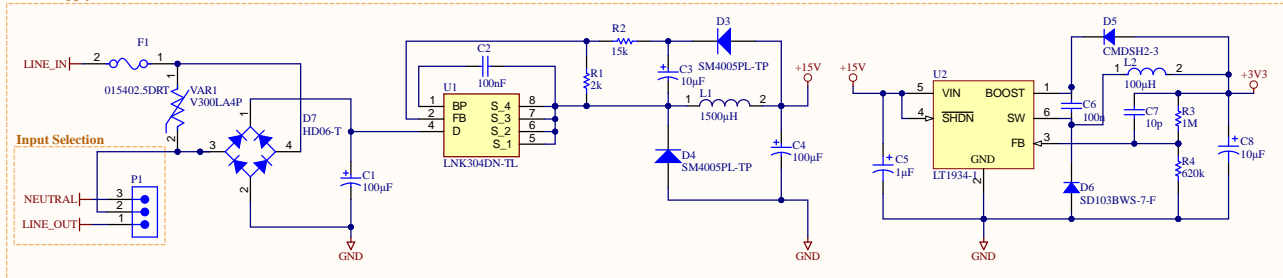 F1
LINE_IN
2
1
015402.5DRT
1
VAR1
V300LA4P
2
D7
HD06-T
1
3
4
2
Input Selection
P1
NEUTRAL
3
2
LINE_OUT
1
C1
100µF
GND
C2
100nF
U1
1
BP
S_4
8
2
FB
S_3
7
4
D
S_2
6
S_1
5
LNK304DN-TL
R2
15k
R1
2k
C3
10µF
D3
SM4005PL-TP
L1
1
2
1500µH
D4
SM4005PL-TP
+15V
C4
100µF
GND
+15V
C5
1µF
U2
5
VIN
BOOST
1
4
SHDN
SW
6
FB
3
GND
2
LT1934-1
GND
D5
CMDSH2-3
L2
1
2
100µH
C6
100n
C7
10p
R3
1M
R4
620k
D6
SD103BWS-7-F
+3V3
C8
10µF